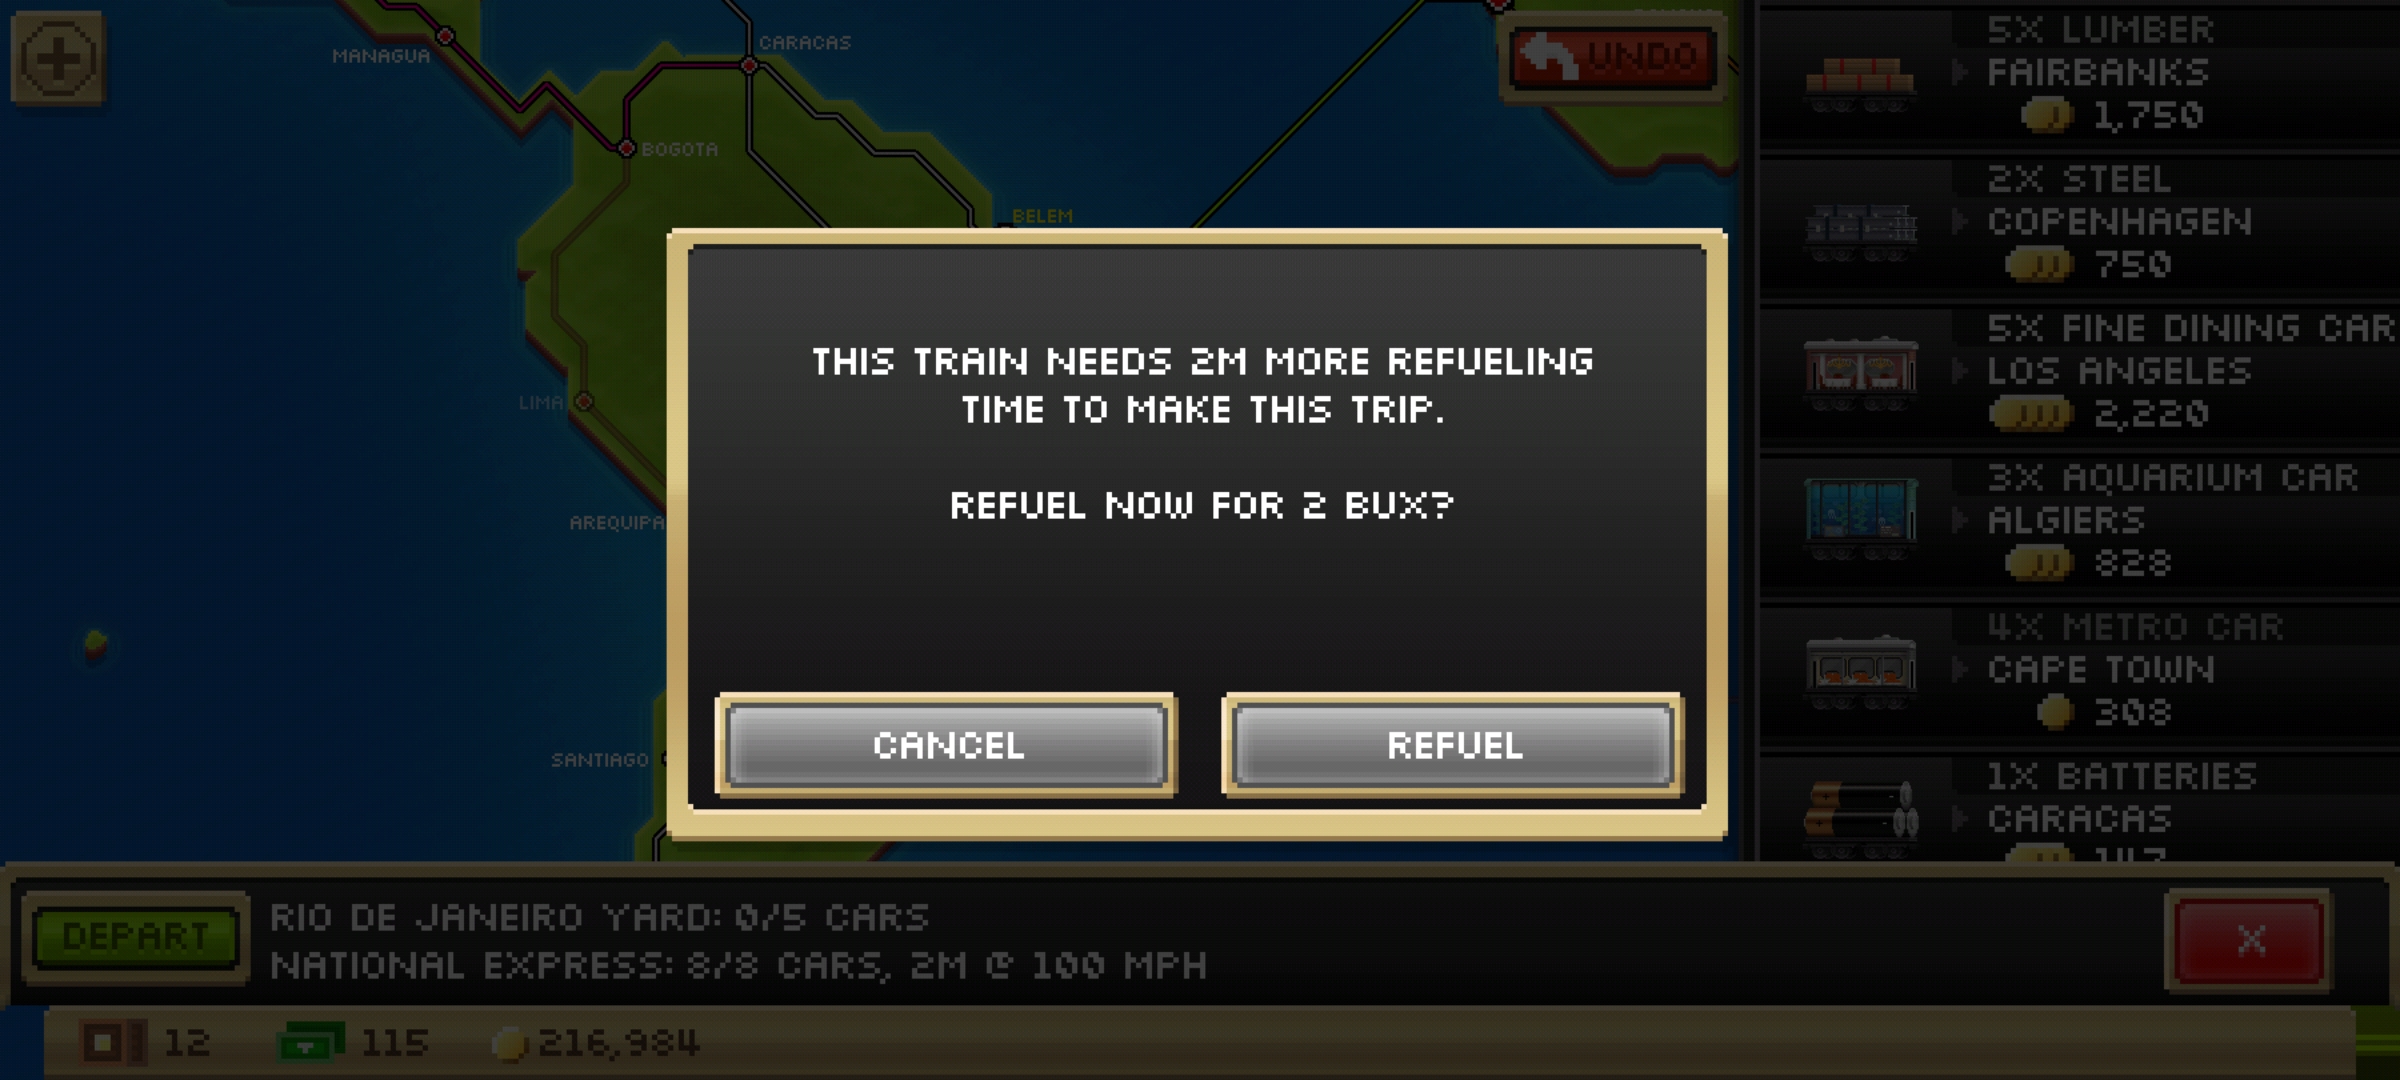 MANAGUA
CARACAS
BOGOTA
BELEM
LIMA
AREQUIPA
SANTIAGO
UNDO
5X LUMBER
FAIRBANKS
1,750
2X STEEL
COPENHAGEN
750
5X FINE DINING CAR
LOS ANGELES
2,220
3X AQUARIUM CAR
ALGIERS
828
4X METRO CAR
CAPE TOWN
308
1X BATTERIES
CARACAS
147
THIS TRAIN NEEDS 2M MORE REFUELING
TIME TO MAKE THIS TRIP.
REFUEL NOW FOR 2 BUX?
CANCEL
REFUEL
DEPART
RIO DE JANEIRO YARD: 0/5 CARS
NATIONAL EXPRESS: 8/8 CARS, 2M @ 100 MPH
X
12
115
216,984